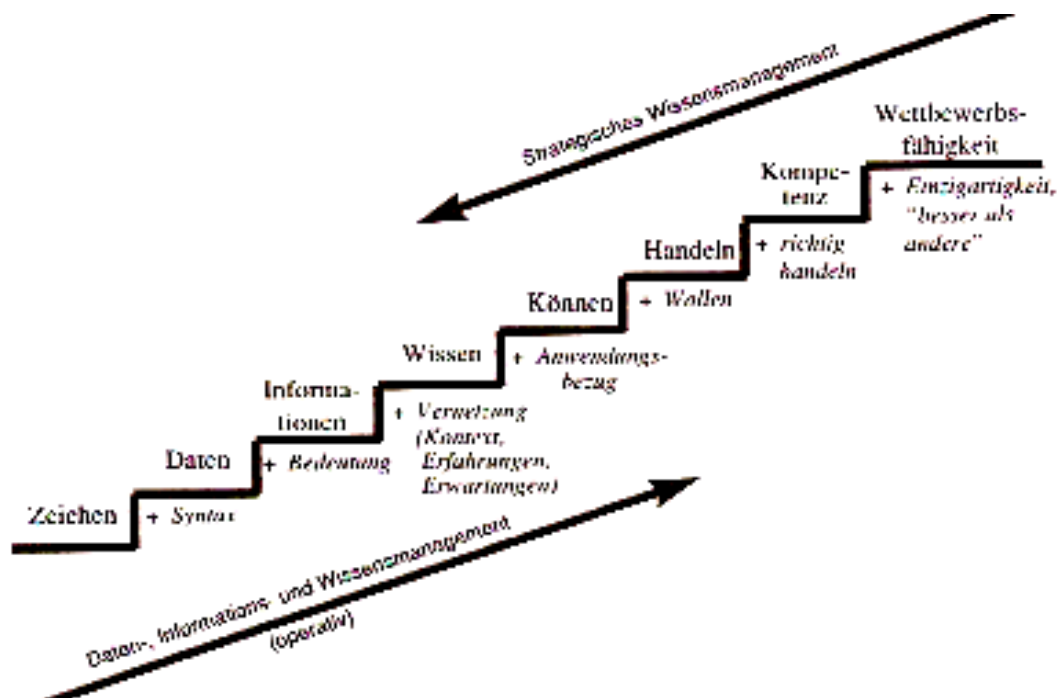 Strategisches Wissensmanagement
Wettbewerbs-
fähigkeit
+ Einzigartigkeit,
"besser als
andere"
Kompe-
tenz
+ richtig
handeln
Handeln
+ Wollen
Können
+ Anwendungs-
bezug
Wissen
+ Vernetzung
(Kontext,
Erfahrungen,
Erwartungen)
Informa-
tionen
+ Bedeutung
Daten
+ Syntax
Zeichen
Daten-, Informations- und Wissensmanagement
(operativ)